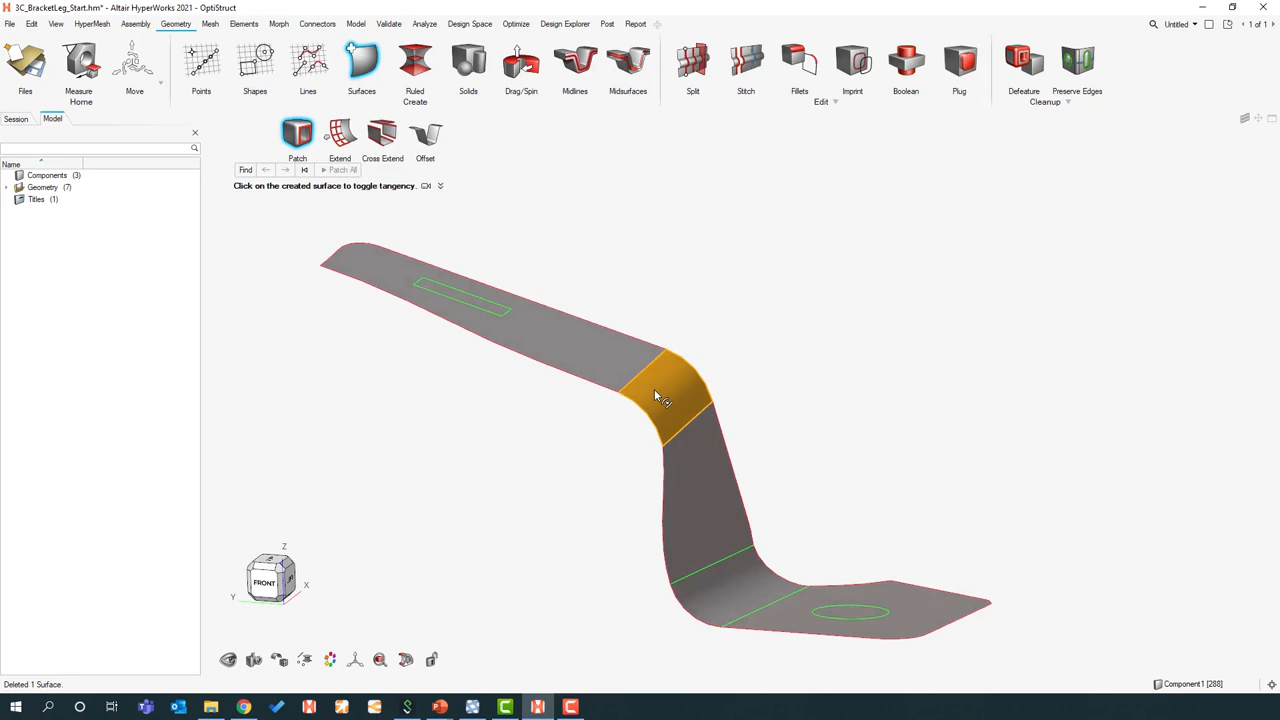 3C_BracketLeg_Start.hm* - Altair HyperWorks 2021 - OptiStruct
File Edit View HyperMesh Assembly Geometry Mesh Elements Morph Connectors Model Validate Analyze Design Space Optimize Design Explorer Post Report Untitled 1 of 1
Files Measure Move Points Shapes Lines Surfaces Ruled Solids Drag/Spin Midlines Midsurfaces Split Stitch Fillets Imprint Boolean Plug Defeature Preserve Edges
Home Create Edit Cleanup
Session Model
Patch Extend Cross Extend Offset
Name
Find Patch All
Components (3)
Click on the created surface to toggle tangency.
Geometry (7)
Titles (1)
Z
FRONT
X
Y
Deleted 1 Surface.
Component1 [288]